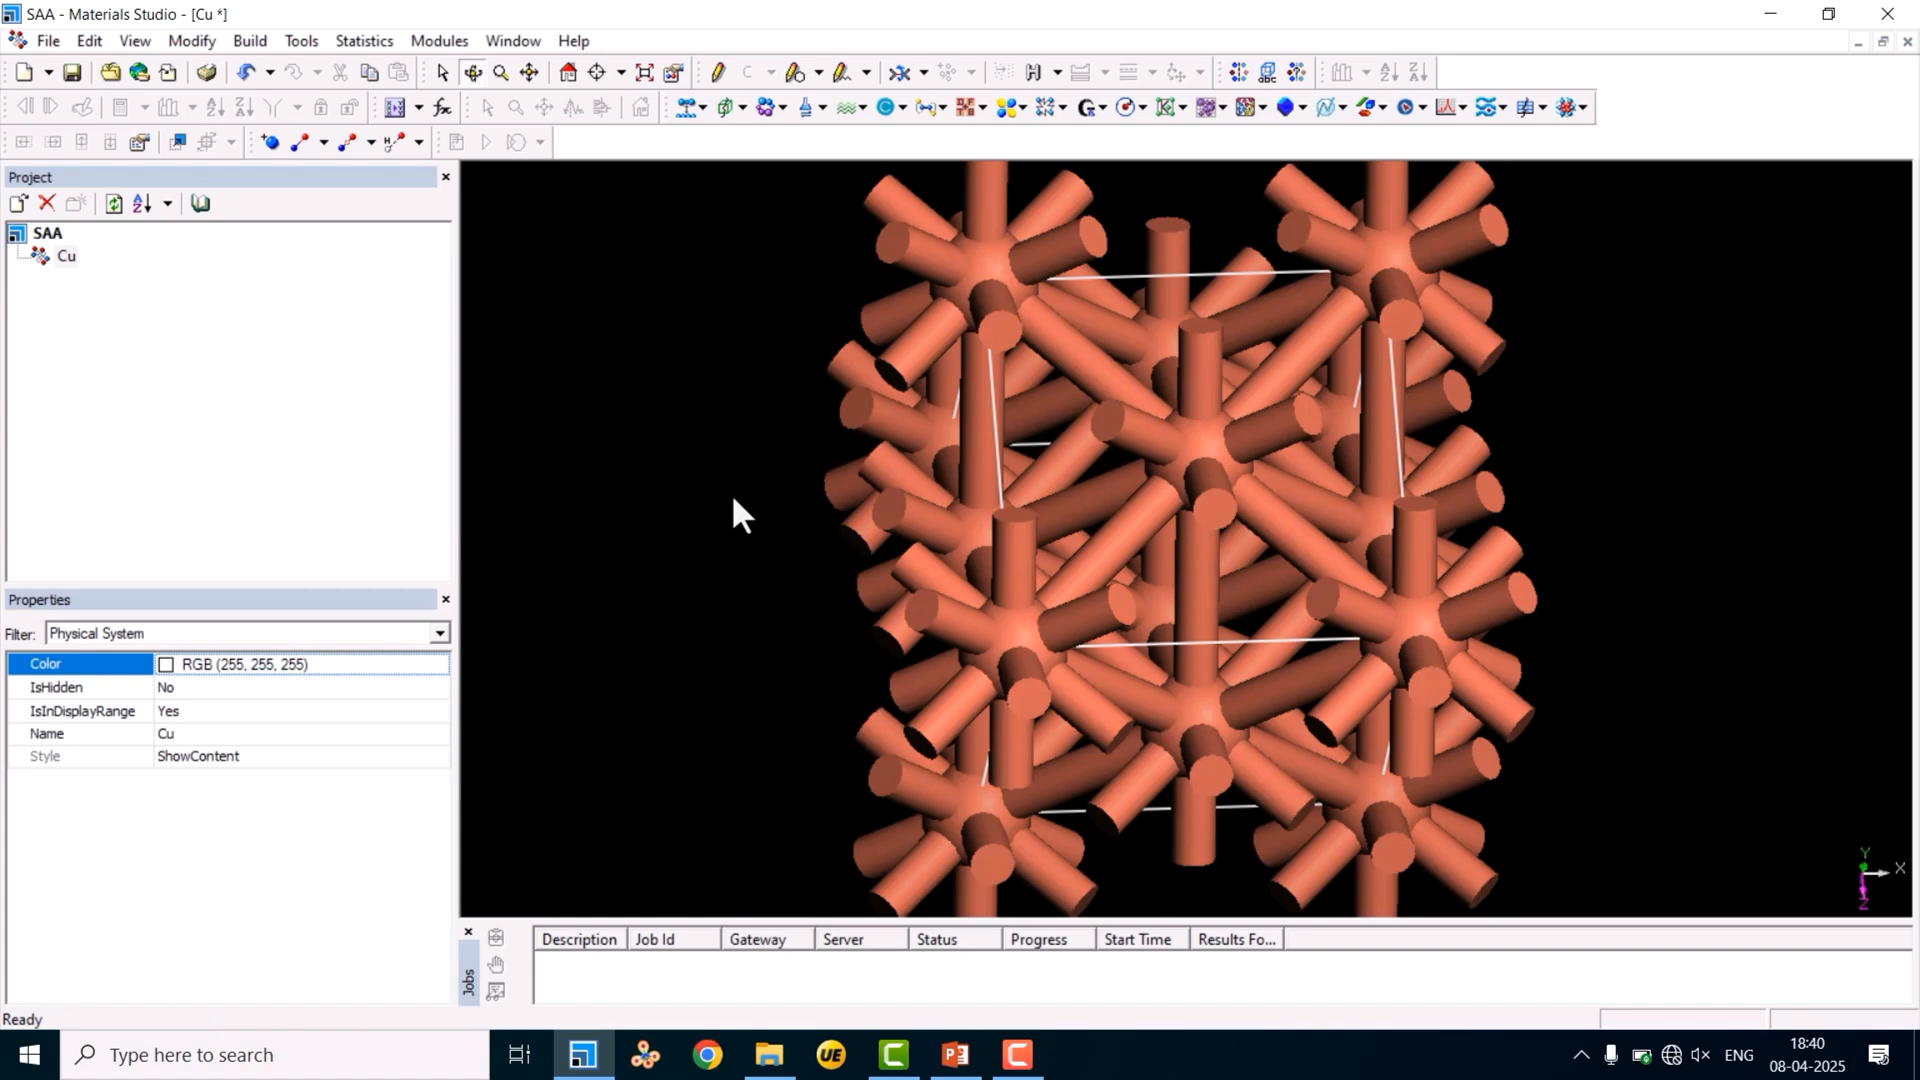 SAA - Materials Studio - [Cu *]
File Edit View Modify Build Tools Statistics Modules Window Help
Project
SAA
Cu
Properties
Filter: Physical System
Color RGB (255, 255, 255)
IsHidden No
IsInDisplayRange Yes
Name Cu
Style ShowContent
Y
X
Z
Jobs
Description Job Id Gateway Server Status Progress Start Time Results Fo...
Ready
Type here to search
UE
ENG
18:40
08-04-2025